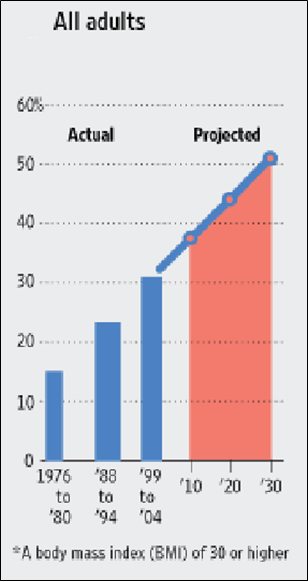 All adults
60%
Actual Projected
50
40
30
20
10
0
1976 to '80
'88 to '94
'99 to '04
'10
'20
'30
*A body mass index (BMI) of 30 or higher